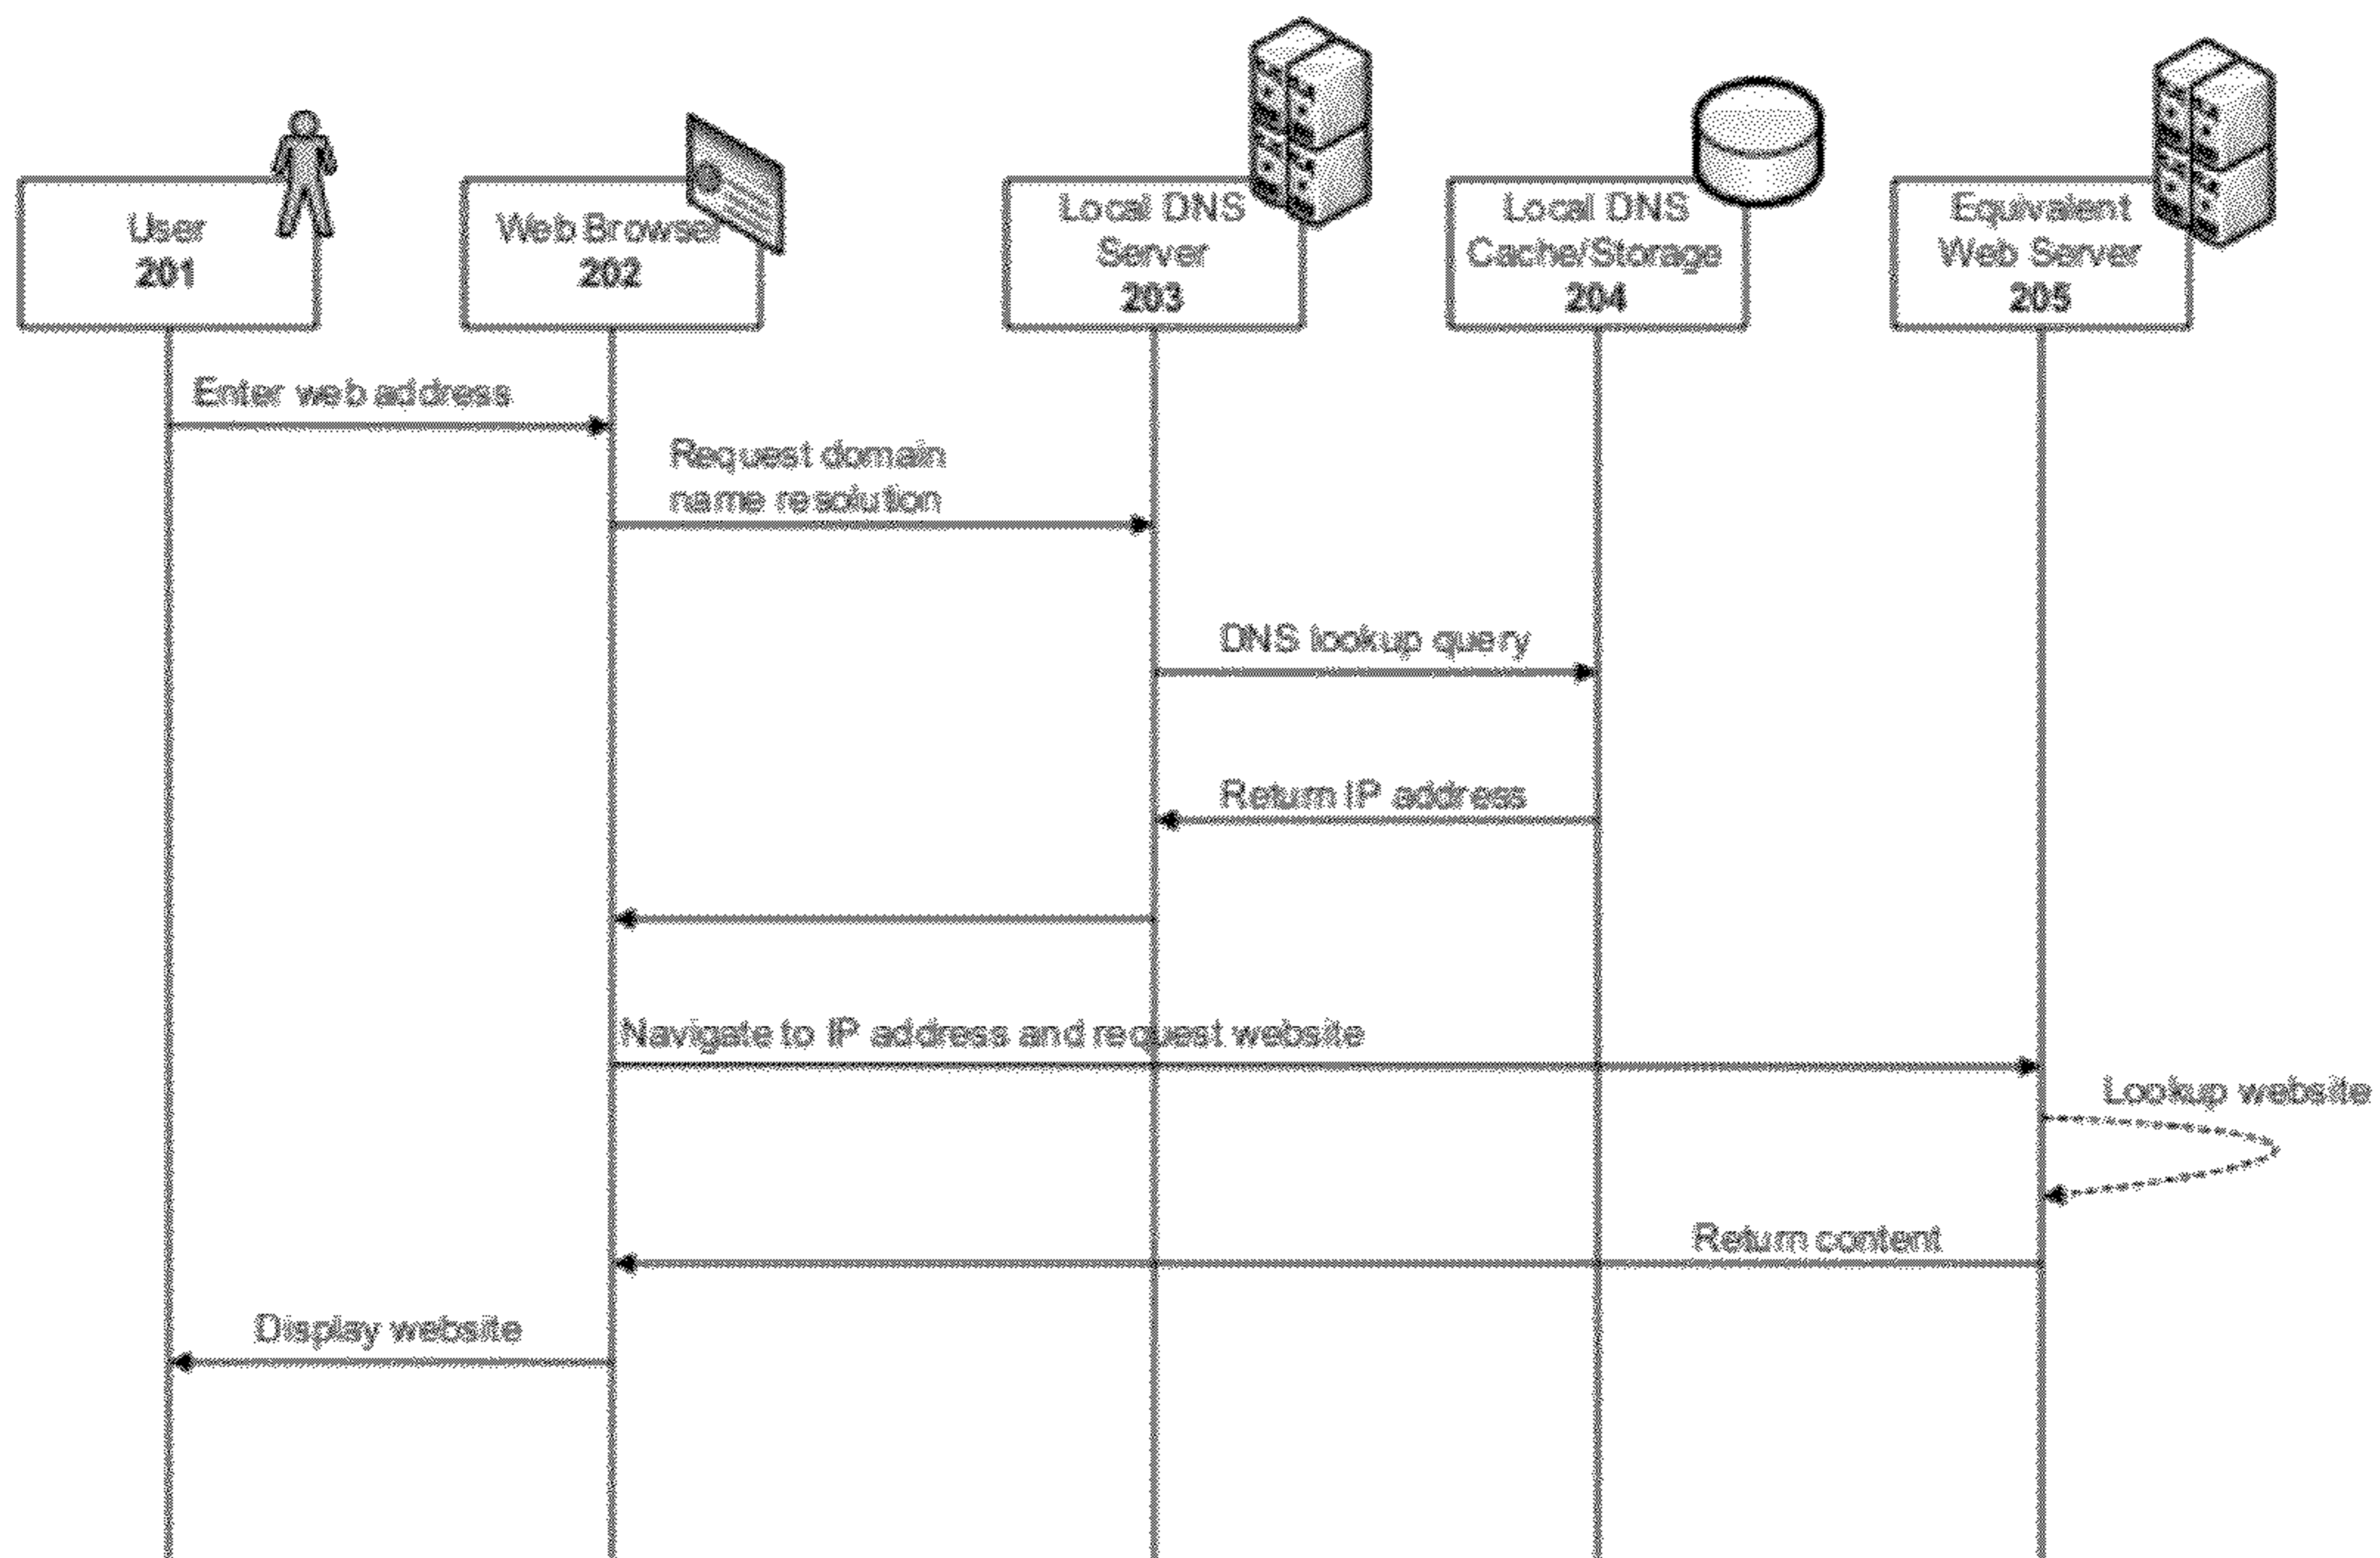 User
201
Web Browser
202
Local DNS
Server
203
Local DNS
Cache/Storage
204
Equivalent
Web Server
205
Enter web address
Request domain
name resolution
DNS lookup query
Return IP address
Navigate to IP address and request website
Lookup website
Return content
Display website